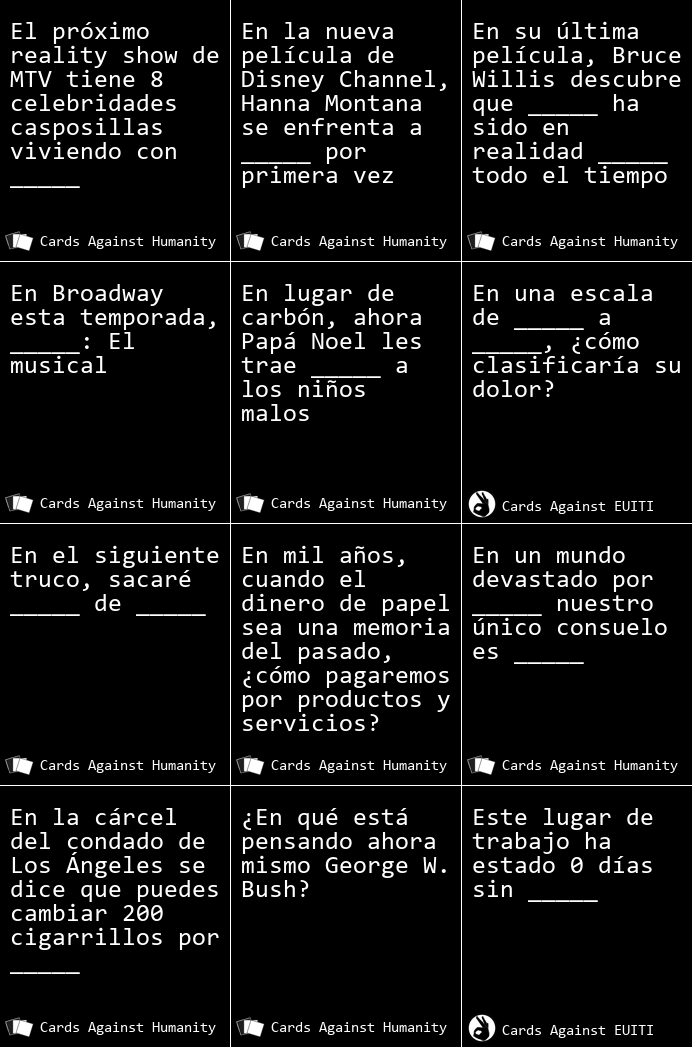 El próximo
reality show de
MTV tiene 8
celebridades
casposillas
viviendo con
_____
Cards Against Humanity
En la nueva
película de
Disney Channel,
Hanna Montana
se enfrenta a
_____ por
primera vez
Cards Against Humanity
En su última
película, Bruce
Willis descubre
que _____ ha
sido en
realidad _____
todo el tiempo
Cards Against Humanity
En Broadway
esta temporada,
_____: El
musical
Cards Against Humanity
En lugar de
carbón, ahora
Papá Noel les
trae _____ a
los niños
malos
Cards Against Humanity
En una escala
de _____ a
_____, ¿cómo
clasificaría su
dolor?
Cards Against EUITI
En el siguiente
truco, sacaré
_____ de _____
Cards Against Humanity
En mil años,
cuando el
dinero de papel
sea una memoria
del pasado,
¿cómo pagaremos
por productos y
servicios?
Cards Against Humanity
En un mundo
devastado por
_____ nuestro
único consuelo
es _____
Cards Against Humanity
En la cárcel
del condado de
Los Ángeles se
dice que puedes
cambiar 200
cigarrillos por
_____
Cards Against Humanity
¿En qué está
pensando ahora
mismo George W.
Bush?
Cards Against Humanity
Este lugar de
trabajo ha
estado 0 días
sin _____
Cards Against EUITI